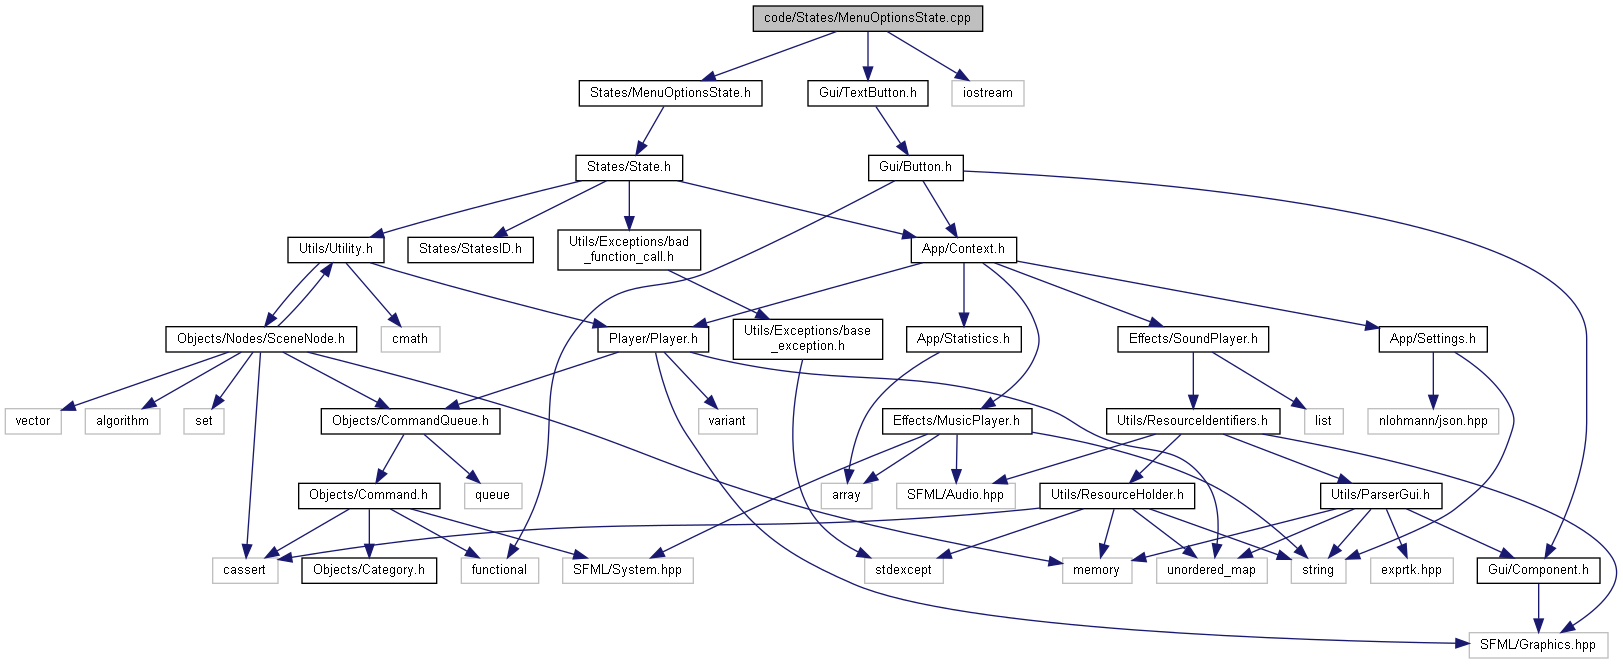 code/States/MenuOptionsState.cpp
States/MenuOptionsState.h
Gui/TextButton.h
iostream
States/State.h
Gui/Button.h
Utils/Utility.h
States/StatesID.h
Utils/Exceptions/bad
_function_call.h
App/Context.h
Objects/Nodes/SceneNode.h
cmath
Player/Player.h
Utils/Exceptions/base
_exception.h
App/Statistics.h
Effects/SoundPlayer.h
App/Settings.h
vector
algorithm
set
Objects/CommandQueue.h
variant
Effects/MusicPlayer.h
Utils/ResourceIdentifiers.h
list
nlohmann/json.hpp
Objects/Command.h
queue
array
SFML/Audio.hpp
Utils/ResourceHolder.h
Utils/ParserGui.h
cassert
Objects/Category.h
functional
SFML/System.hpp
stdexcept
memory
unordered_map
string
exprtk.hpp
Gui/Component.h
SFML/Graphics.hpp